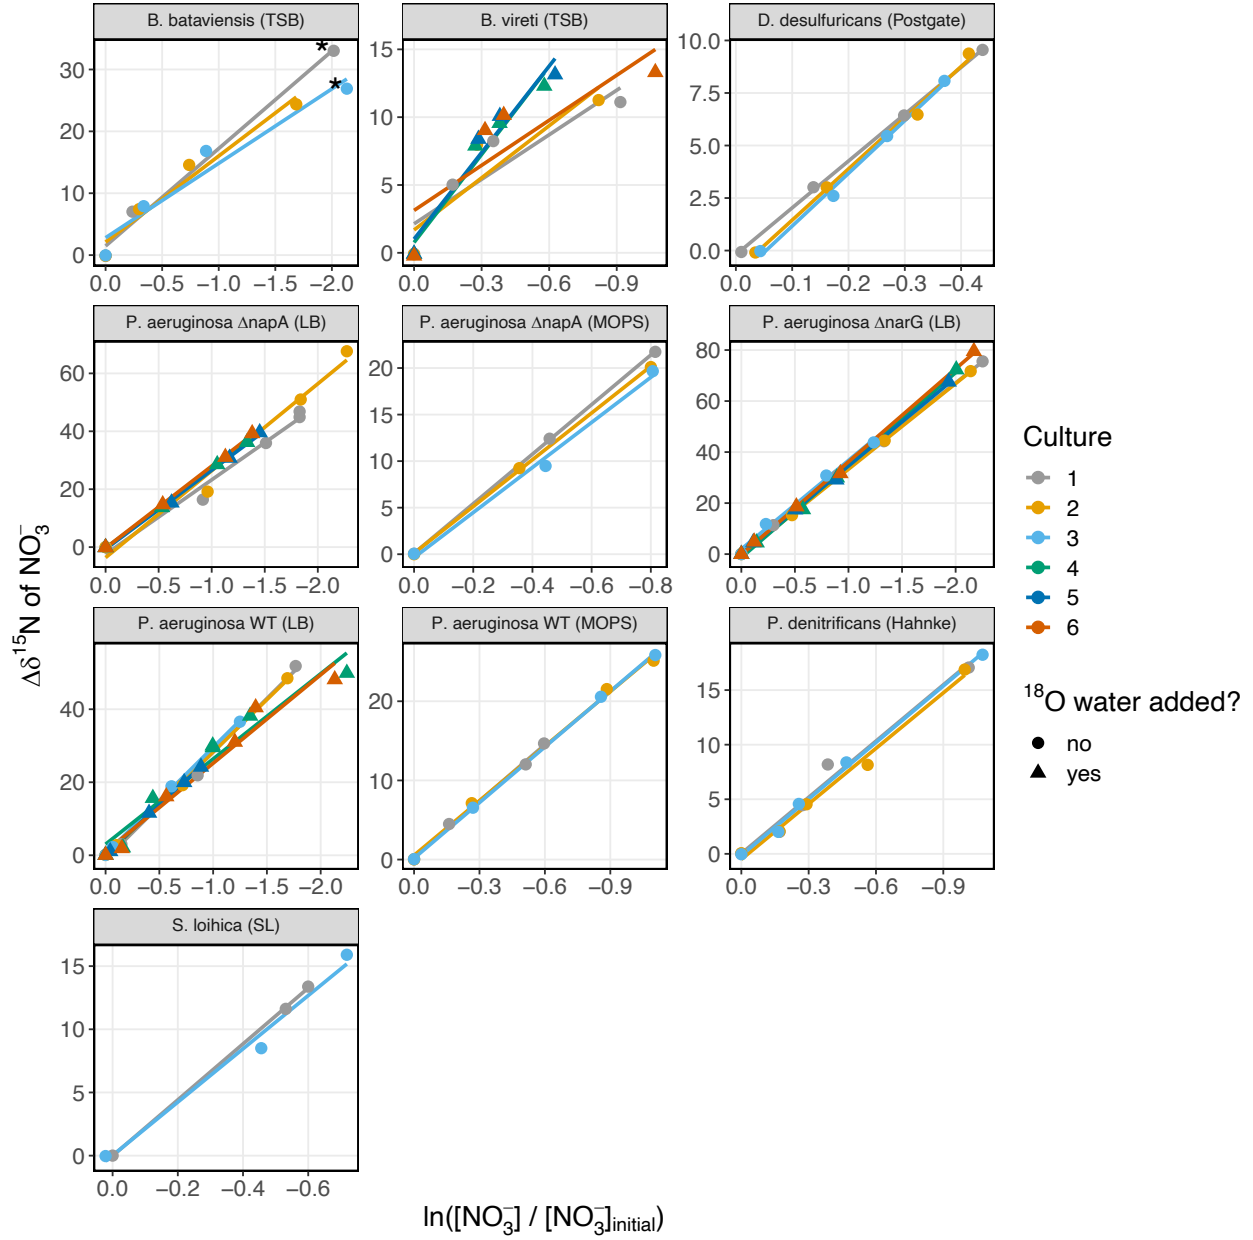 B. bataviensis (TSB)
B. vireti (TSB)
D. desulfuricans (Postgate)
30
20
10
0
0.0 −0.5 −1.0 −1.5 −2.0
* *
15
10
5
0
0.0 −0.3 −0.6 −0.9
10.0
7.5
5.0
2.5
0.0
0.0 −0.1 −0.2 −0.3 −0.4
P. aeruginosa ΔnapA (LB)
P. aeruginosa ΔnapA (MOPS)
P. aeruginosa ΔnarG (LB)
60
40
20
0
0.0 −0.5 −1.0 −1.5 −2.0
20
15
10
5
0
0.0 −0.2 −0.4 −0.6 −0.8
80
60
40
20
0
0.0 −0.5 −1.0 −1.5 −2.0
P. aeruginosa WT (LB)
P. aeruginosa WT (MOPS)
P. denitrificans (Hahnke)
40
20
0
0.0 −0.5 −1.0 −1.5 −2.0
20
10
0
0.0 −0.3 −0.6 −0.9
15
10
5
0
0.0 −0.3 −0.6 −0.9
S. loihica (SL)
15
10
5
0
0.0 −0.2 −0.4 −0.6
Δδ¹⁵N of NO₃⁻
ln([NO₃⁻] / [NO₃⁻]initial)
Culture
1
2
3
4
5
6
¹⁸O water added?
no
yes